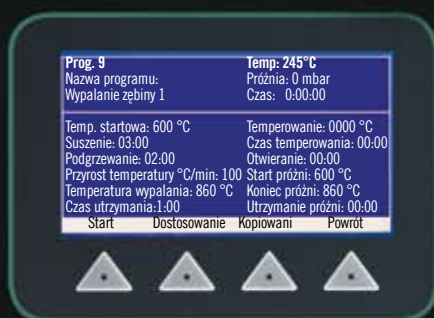 Prog. 9 Temp: 245°C
Nazwa programu: Próżnia: 0 mbar
Wypalanie zębiny 1 Czas: 0:00:00
Temp. startowa: 600 °C Temperowanie: 0000 °C
Suszenie: 03:00 Czas temperowania: 00:00
Podgrzewanie: 02:00 Otwieranie: 00:00
Przyrost temperatury °C/min: 100 Start próżni: 600 °C
Temperatura wypalania: 860 °C Koniec próżni: 860 °C
Czas utrzymania:1:00 Utrzymanie próżni: 00:00
Start Dostosowanie Kopiowani Powrót